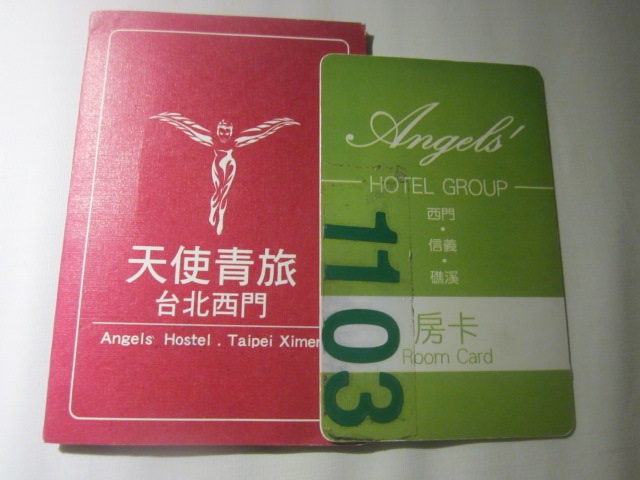 天使青旅
台北西門
Angels Hostel . Taipei Ximen
Angels'
HOTEL GROUP
西門
·
信義
·
礁溪
房卡
Room Card
1103